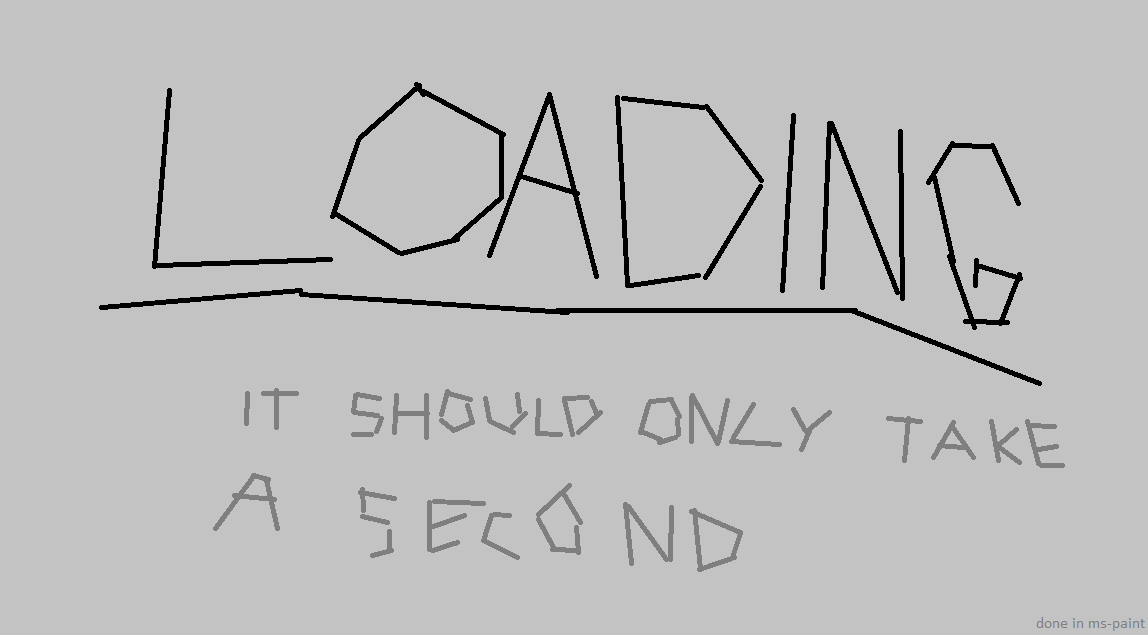 LOADING
IT SHOULD ONLY TAKE
A SECOND
done in ms-paint